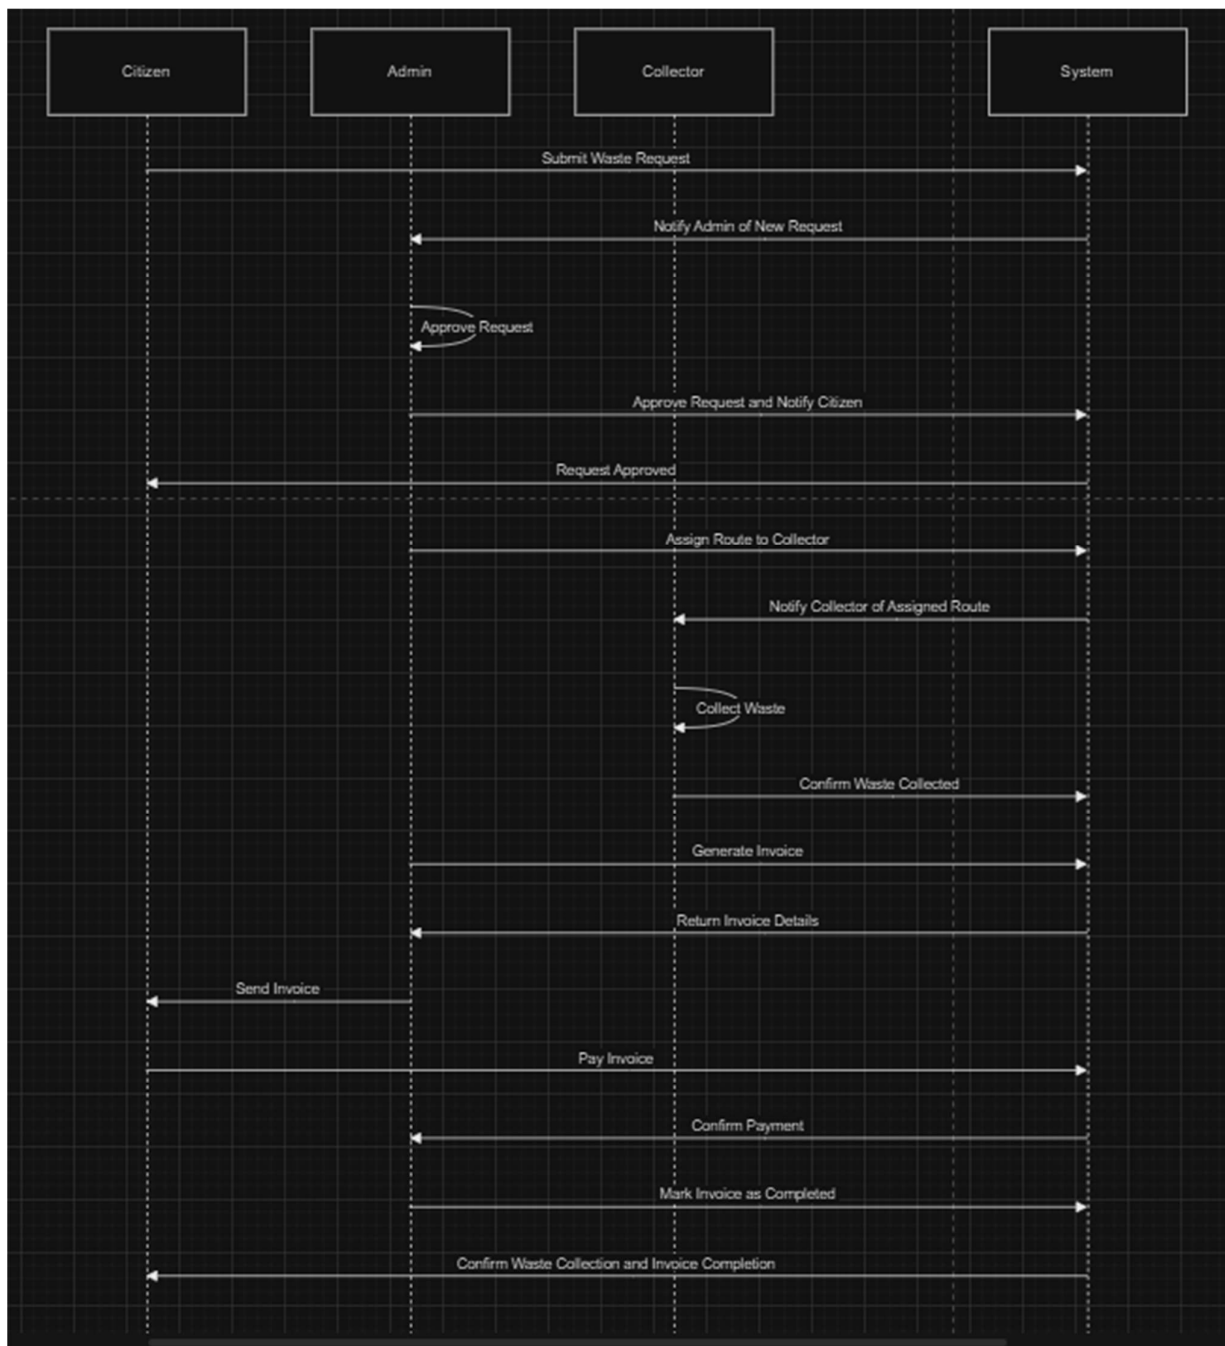 Citizen
Admin
Collector
System
Submit Waste Request
Notify Admin of New Request
Approve Request
Approve Request and Notify Citizen
Request Approved
Assign Route to Collector
Notify Collector of Assigned Route
Collect Waste
Confirm Waste Collected
Generate Invoice
Return Invoice Details
Send Invoice
Pay Invoice
Confirm Payment
Mark Invoice as Completed
Confirm Waste Collection and Invoice Completion